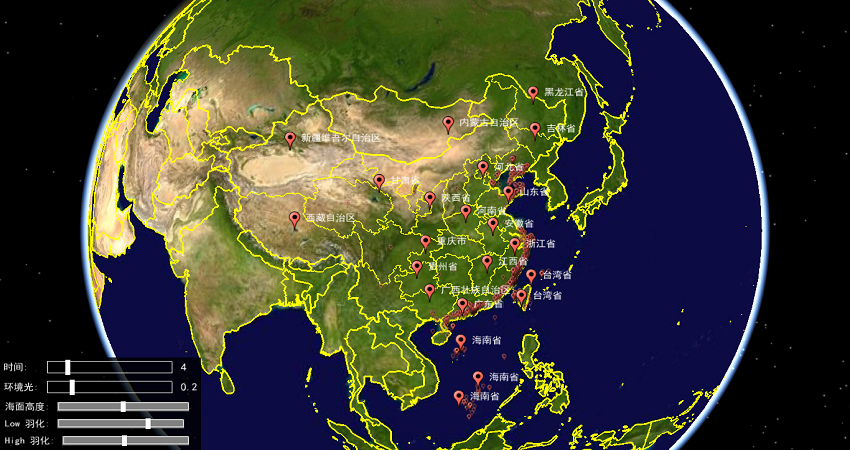 黑龙江省
内蒙古自治区
吉林省
新疆维吾尔自治区
河北省
甘肃省
山东省
陕西省
河南省
西藏自治区
安徽省
重庆市
浙江省
江西省
贵州省
台湾省
广西壮族自治区
台湾省
广东省
海南省
海南省
海南省
时间: 4
环境光: 0.2
海面高度:
Low 羽化:
High 羽化: